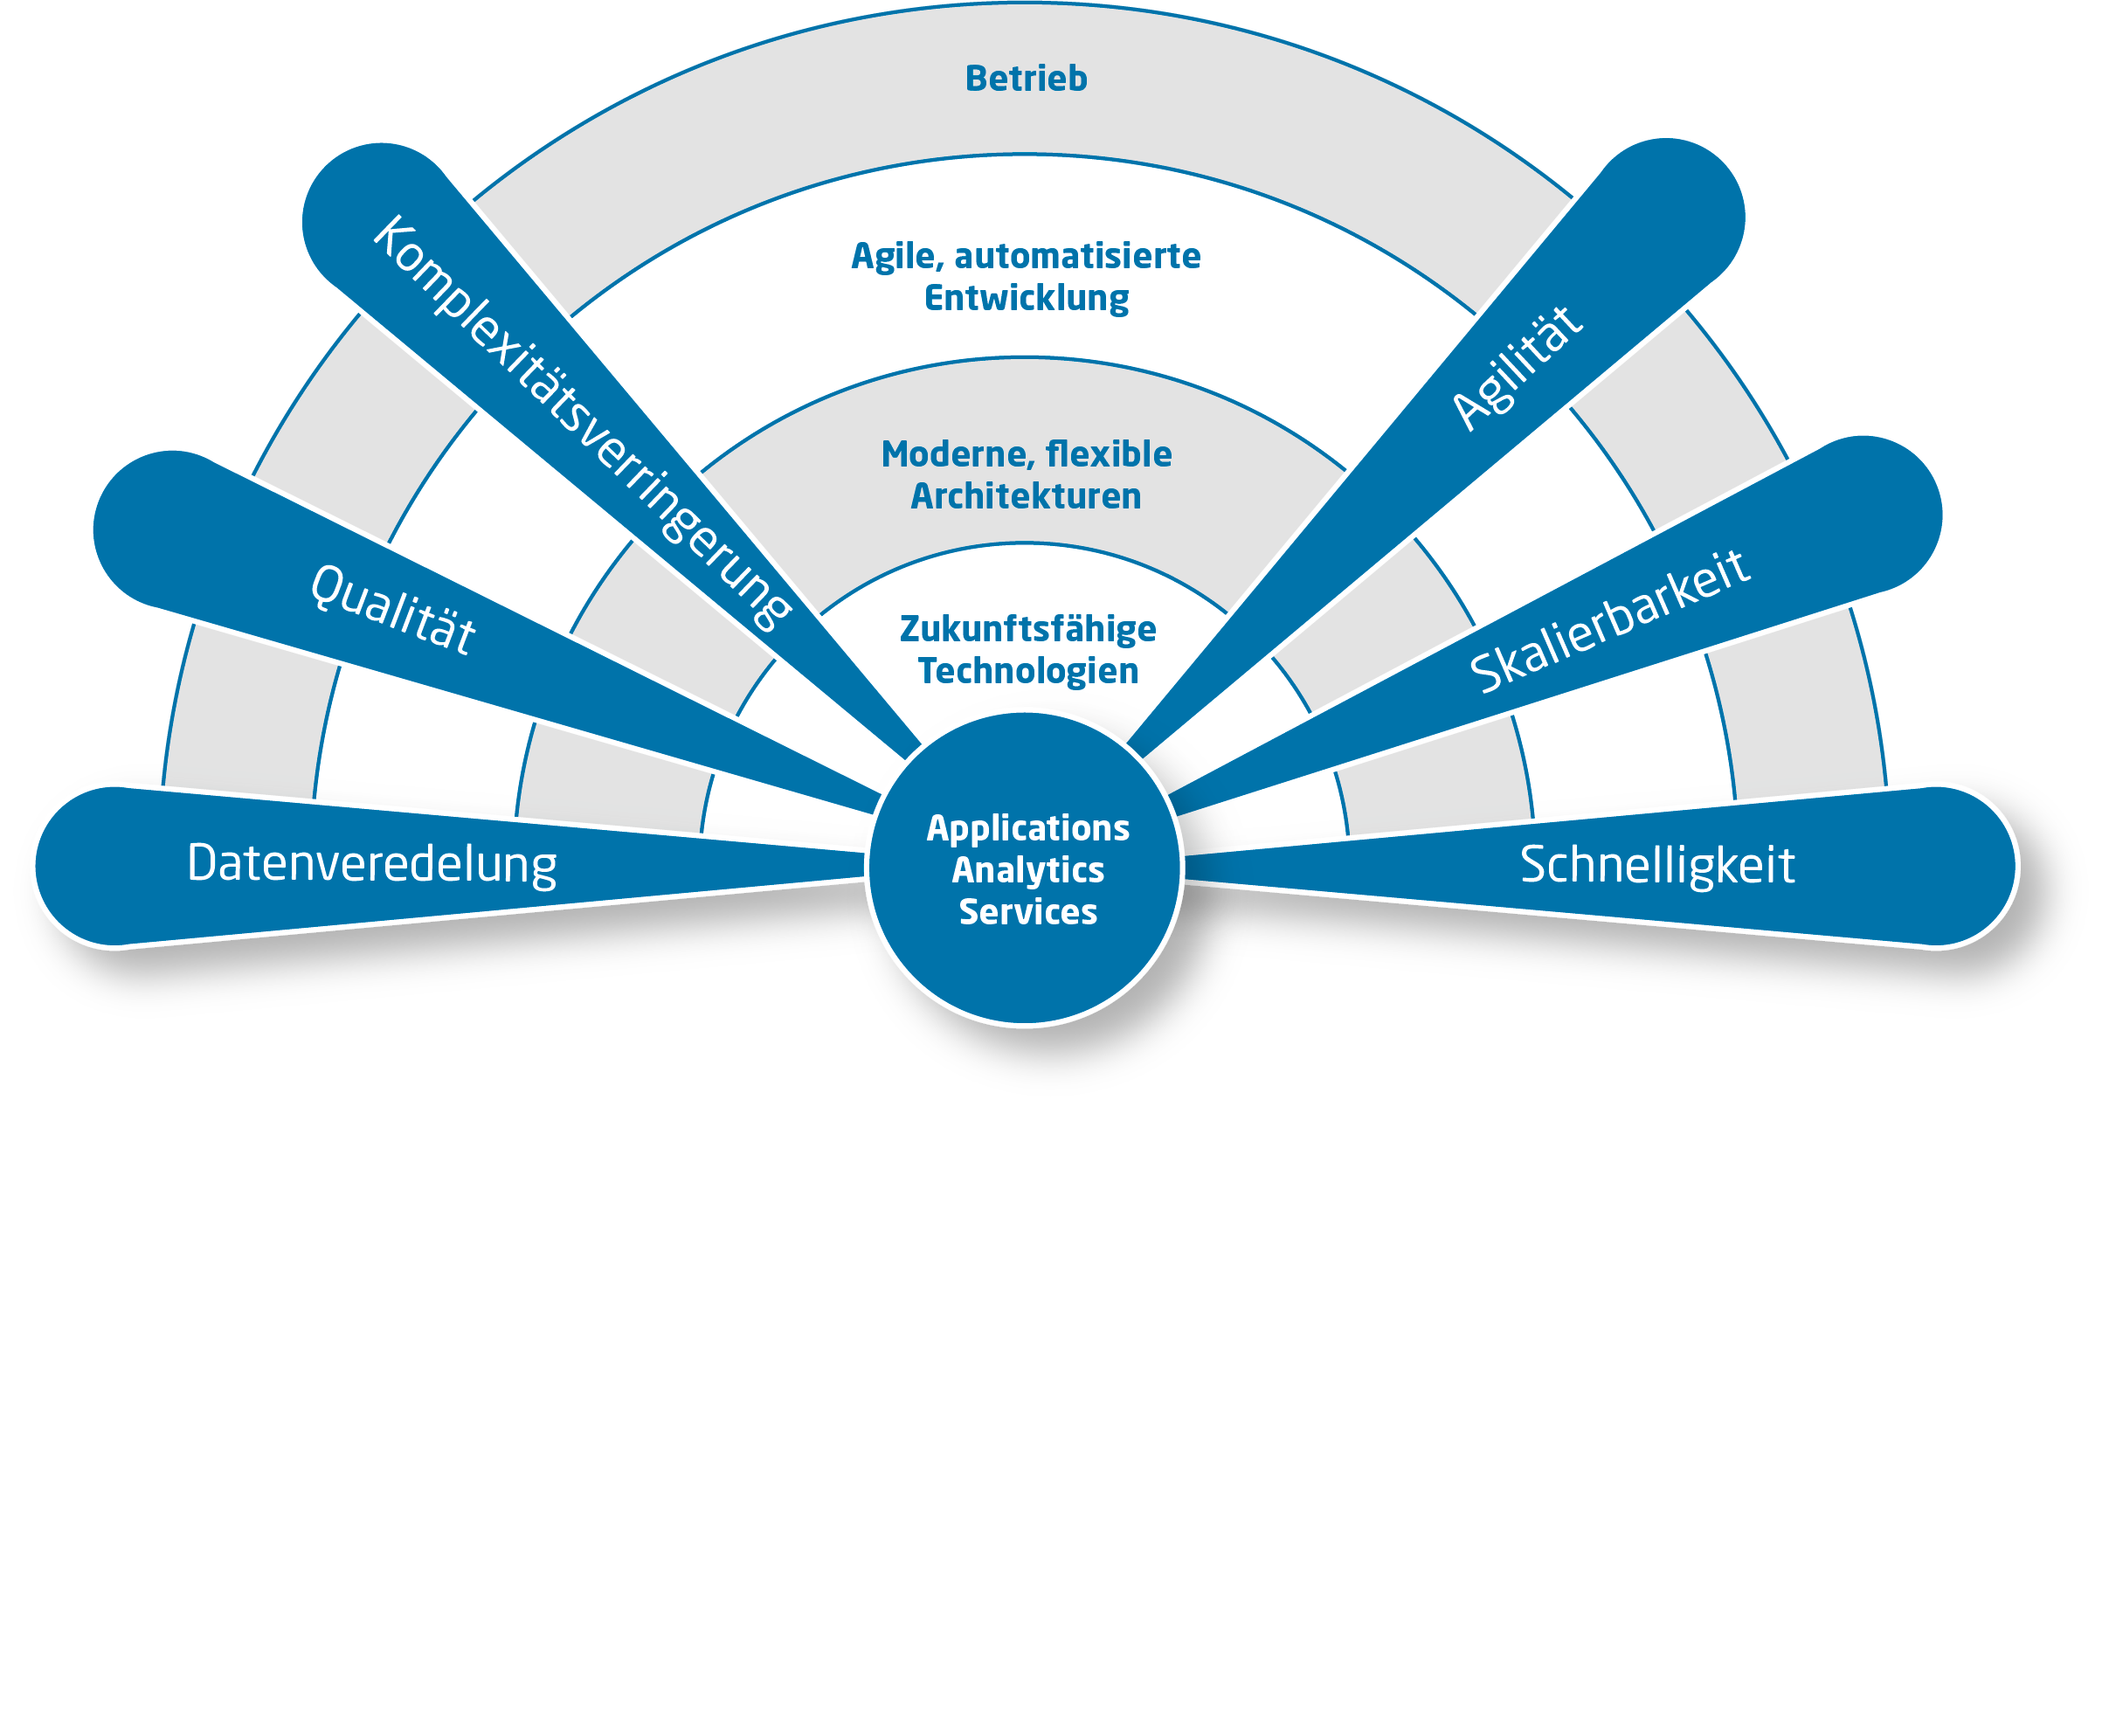 Betrieb
Agile, automatisierte
Entwicklung
Moderne, flexible
Architekturen
Zukunftsfähige
Technologien
Komplexitätsverringerung
Agilität
Qualität
Skalierbarkeit
Datenveredelung
Schnelligkeit
Applications
Analytics
Services